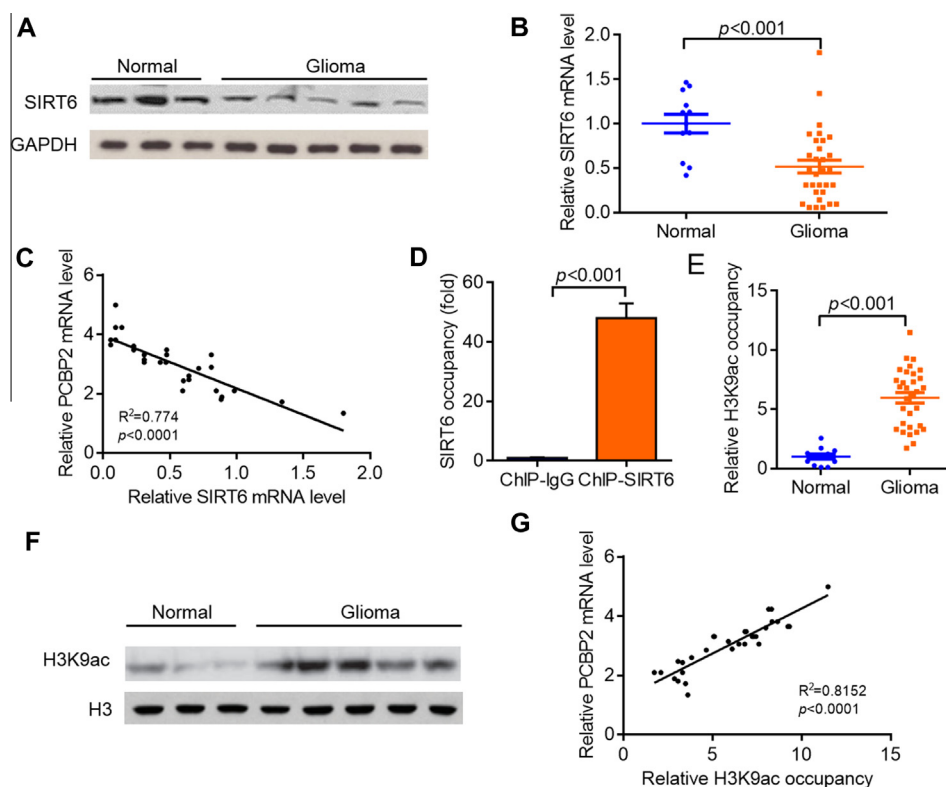 A
Normal Glioma
SIRT6
GAPDH
B
p<0.001
Relative SIRT6 mRNA level
2.0
1.5
1.0
0.5
0.0
Normal Glioma
C
Relative PCBP2 mRNA level
6
4
2
0
R²=0.774
p<0.0001
0.0 0.5 1.0 1.5 2.0
Relative SIRT6 mRNA level
D
p<0.001
SIRT6 occupancy (fold)
60
40
20
0
ChIP-IgG ChIP-SIRT6
E
p<0.001
Relative H3K9ac occupancy
15
10
5
0
Normal Glioma
F
Normal Glioma
H3K9ac
H3
G
Relative PCBP2 mRNA level
6
4
2
0
R²=0.8152
p<0.0001
0 5 10 15
Relative H3K9ac occupancy